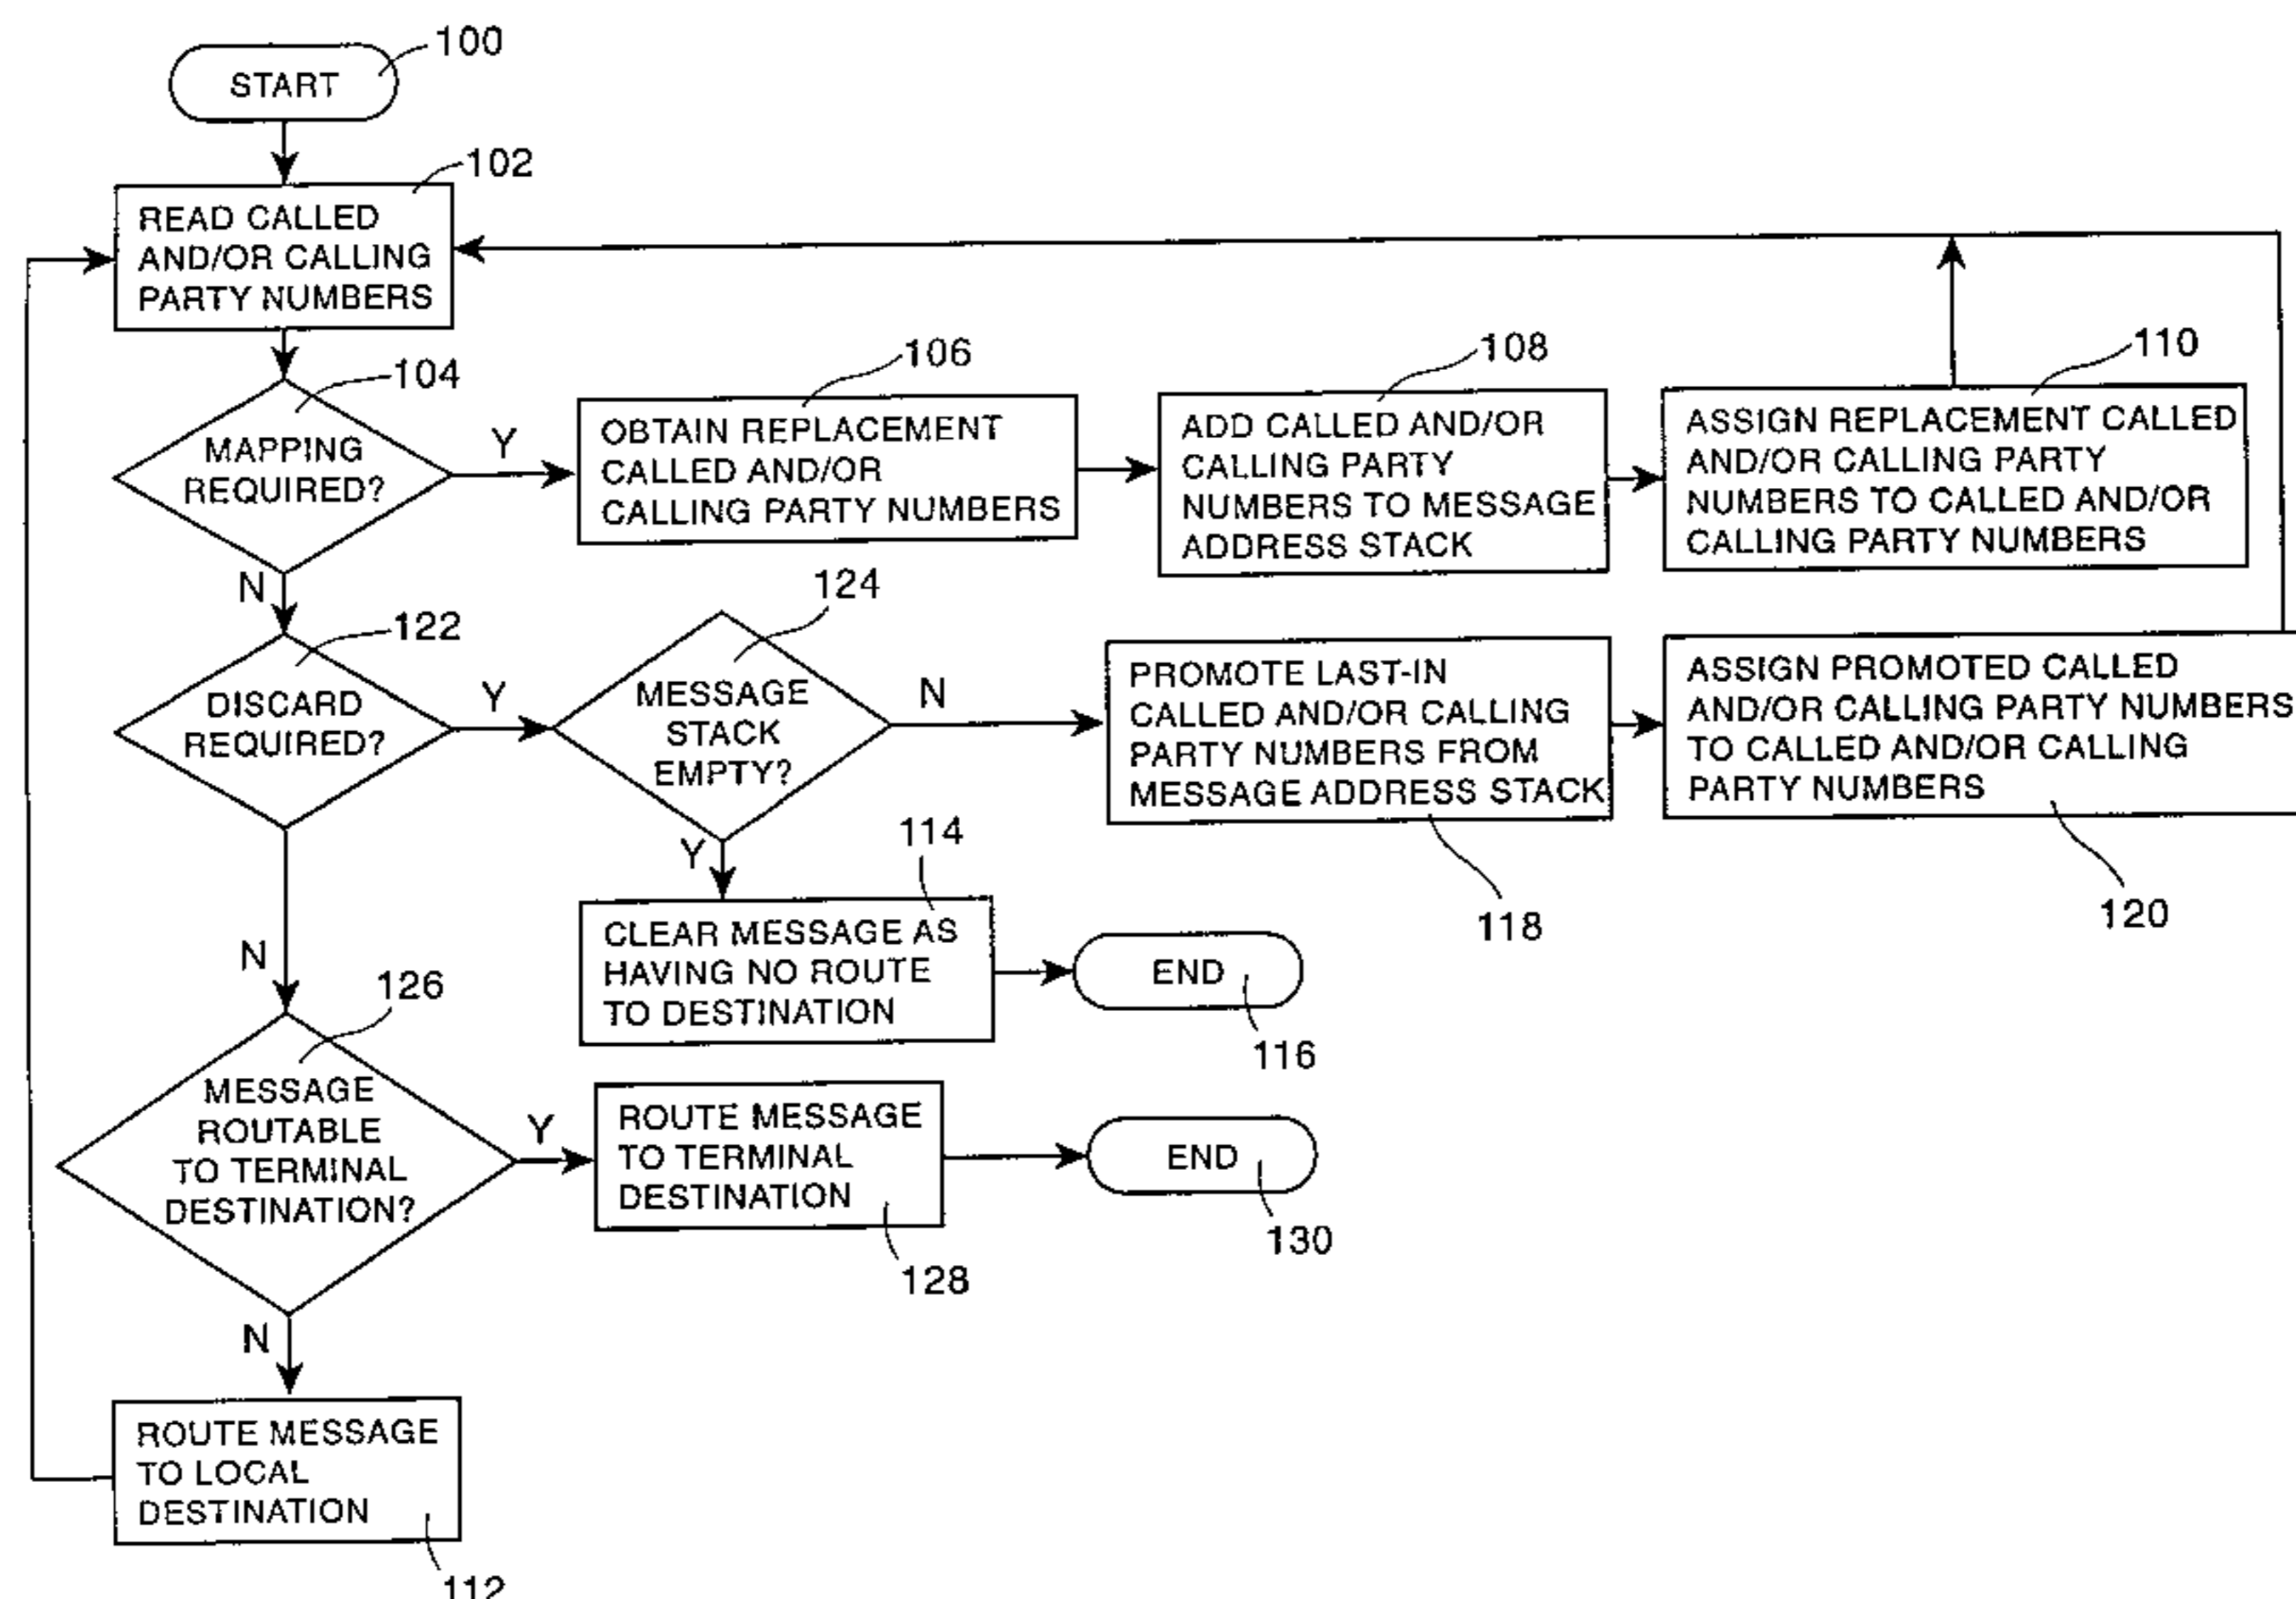 100
START
102
READ CALLED
AND/OR CALLING
PARTY NUMBERS
104
MAPPING
REQUIRED?
Y
N
106
OBTAIN REPLACEMENT
CALLED AND/OR
CALLING PARTY NUMBERS
108
ADD CALLED AND/OR
CALLING PARTY
NUMBERS TO MESSAGE
ADDRESS STACK
110
ASSIGN REPLACEMENT CALLED
AND/OR CALLING PARTY
NUMBERS TO CALLED AND/OR
CALLING PARTY NUMBERS
122
DISCARD
REQUIRED?
Y
N
124
MESSAGE
STACK
EMPTY?
N
Y
PROMOTE LAST-IN
CALLED AND/OR CALLING
PARTY NUMBERS FROM
MESSAGE ADDRESS STACK
118
ASSIGN PROMOTED CALLED
AND/OR CALLING PARTY NUMBERS
TO CALLED AND/OR CALLING
PARTY NUMBERS
120
114
CLEAR MESSAGE AS
HAVING NO ROUTE
TO DESTINATION
END
116
126
MESSAGE
ROUTABLE
TO TERMINAL
DESTINATION?
Y
N
ROUTE MESSAGE
TO TERMINAL
DESTINATION
128
END
130
ROUTE MESSAGE
TO LOCAL
DESTINATION
112